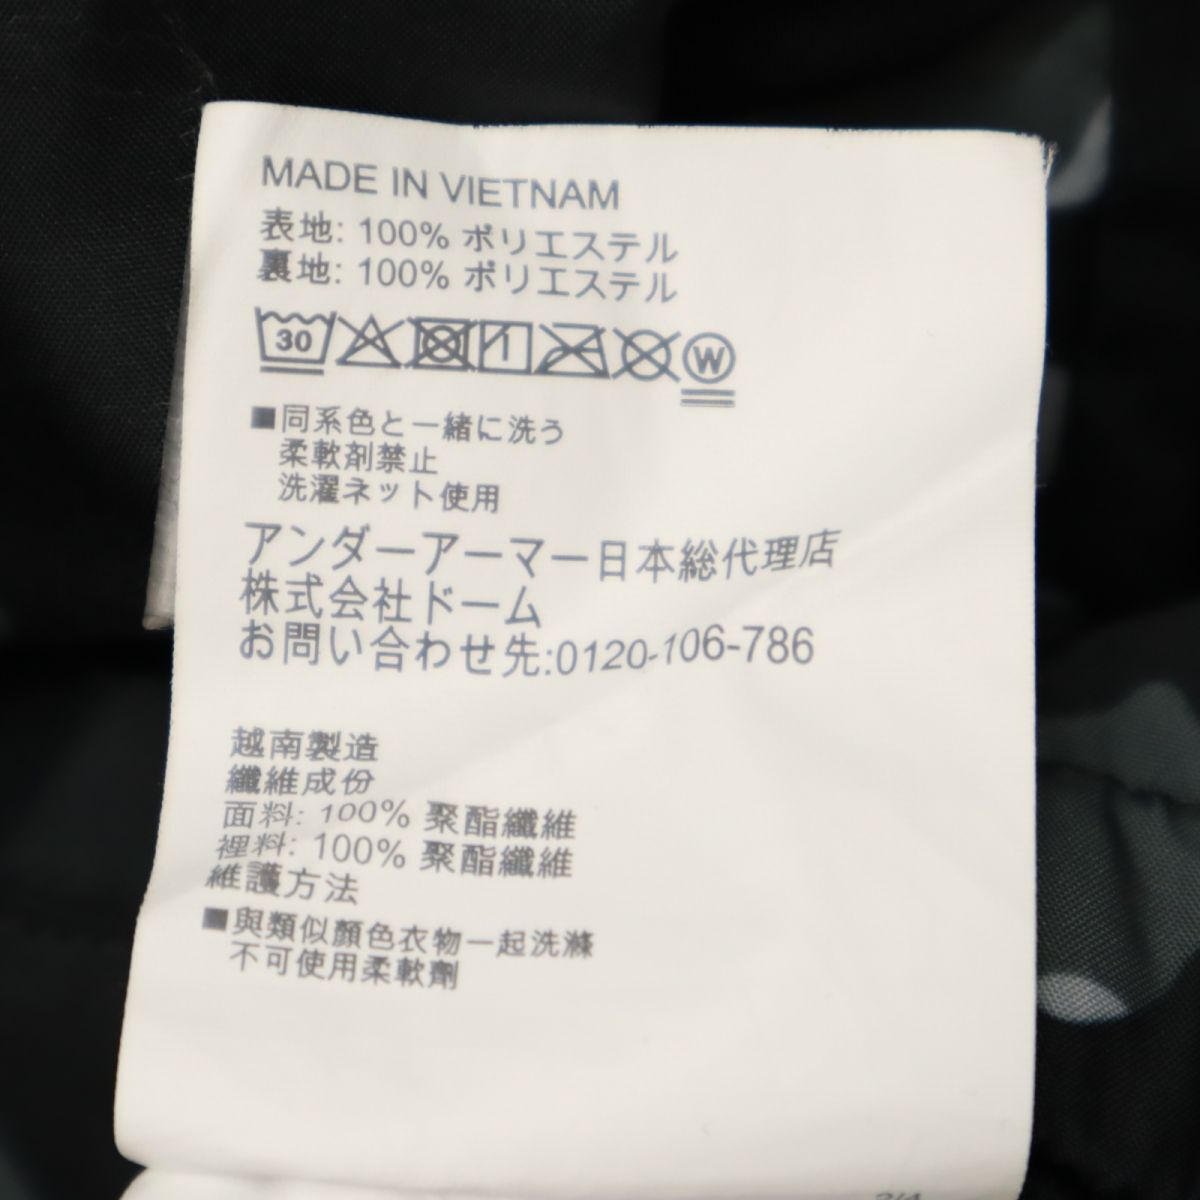 MADE IN VIETNAM
表地: 100% ポリエステル
裏地: 100% ポリエステル
30 W
■同系色と一緒に洗う
柔軟剤禁止
洗濯ネット使用
アンダーアーマー日本総代理店
株式会社ドーム
お問い合わせ先:0120-106-786
越南製造
纖維成份
面料: 100% 聚酯纖維
裡料: 100% 聚酯纖維
維護方法
■與類似顏色衣物一起洗滌
不可使用柔軟劑